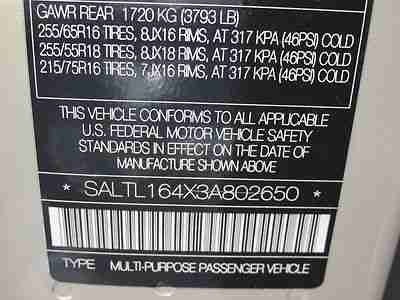 GAWR REAR 1720 KG (3793 LB)
255/65R16 TIRES, 8JX16 RIMS, AT 317 KPA (46PSI) COLD
255/55R18 TIRES, 8JX18 RIMS, AT 317 KPA (46PSI) COLD
215/75R16 TIRES, 7JX16 RIMS, AT 317 KPA (46PSI) COLD
THIS VEHICLE CONFORMS TO ALL APPLICABLE
U.S. FEDERAL MOTOR VEHICLE SAFETY
STANDARDS IN EFFECT ON THE DATE OF
MANUFACTURE SHOWN ABOVE
* SALTL164X3A802650 *
TYPE MULTI-PURPOSE PASSENGER VEHICLE